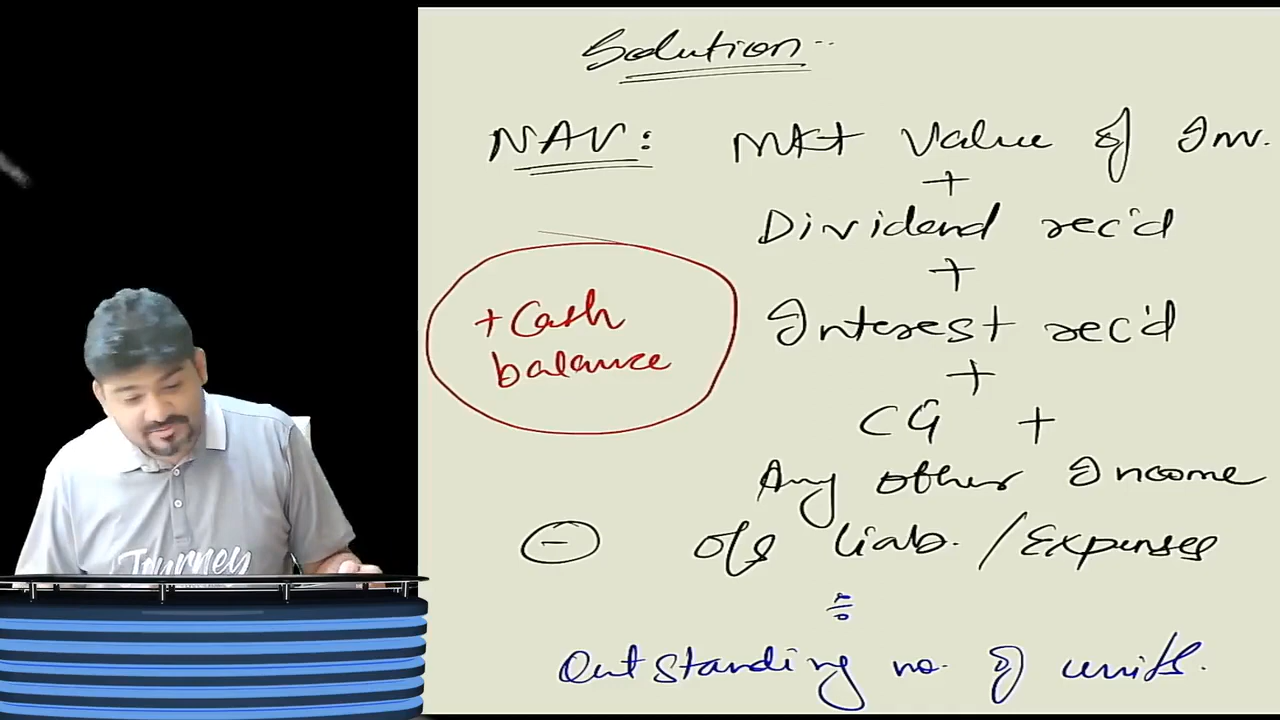 Solution..
NAV: Mkt Value of Inv.
+
Dividend rec'd
+
+ Cash
balance
Interest rec'd
+
CG +
Any other Income
- o/s liab. / Expenses
÷
Outstanding no. of units.
Journey